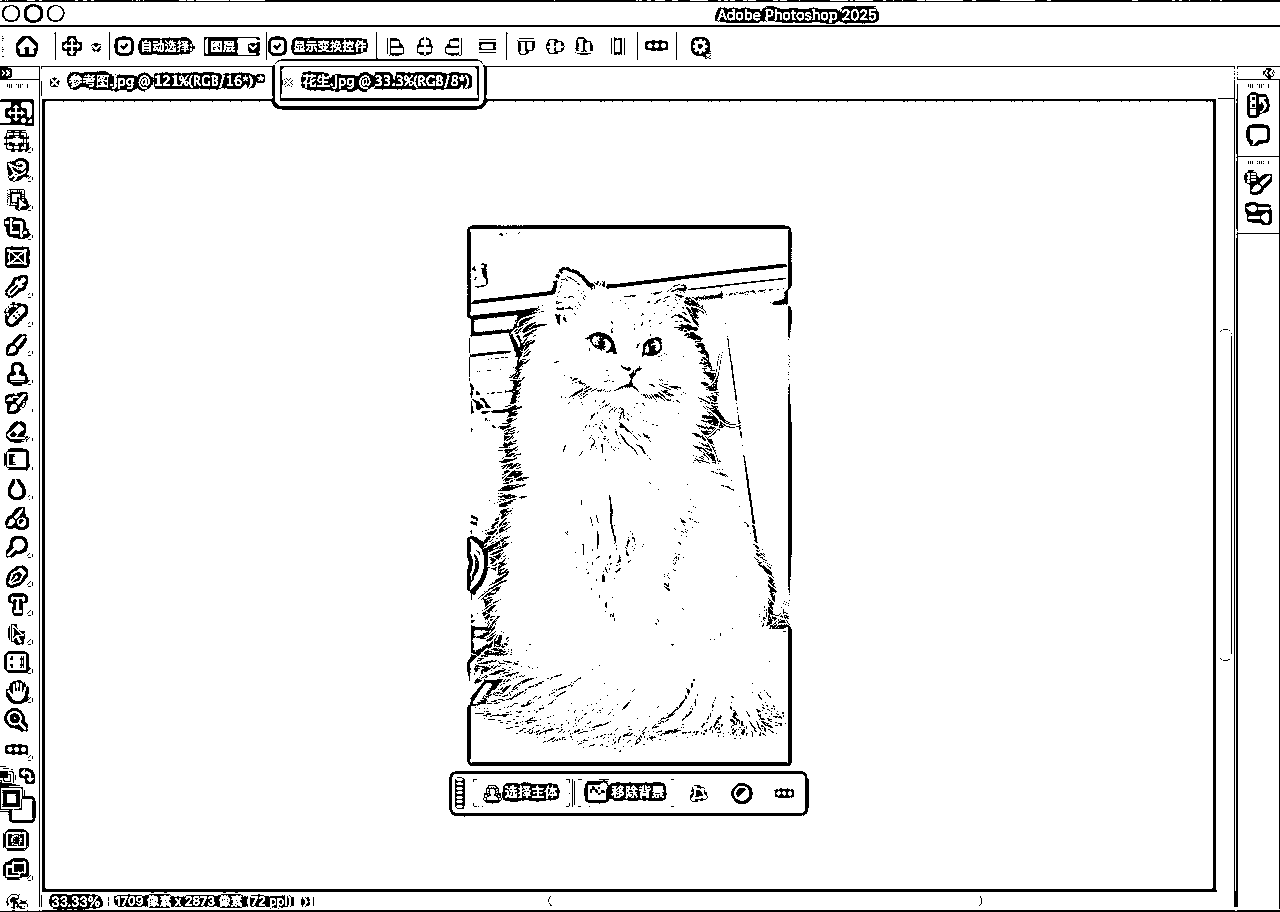 Adobe Photoshop 2025
自动选择: 图层 显示变换控件
参考图.jpg @ 121%(RGB/16*) * 花生.jpg @ 33.3%(RGB/8*)
选择主体 移除背景
33.33% 1709 像素 x 2873 像素 (72 ppi)